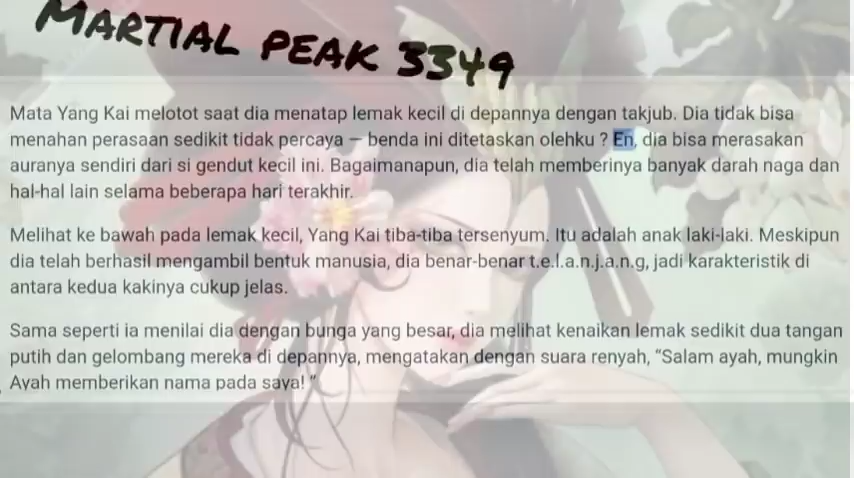 MARTIAL PEAK 3349
Mata Yang Kai melotot saat dia menatap lemak kecil di depannya dengan takjub. Dia tidak bisa
menahan perasaan sedikit tidak percaya — benda ini ditetaskan olehku ? En, dia bisa merasakan
auranya sendiri dari si gendut kecil ini. Bagaimanapun, dia telah memberinya banyak darah naga dan
hal-hal lain selama beberapa hari terakhir.
Melihat ke bawah pada lemak kecil, Yang Kai tiba-tiba tersenyum. Itu adalah anak laki-laki. Meskipun
dia telah berhasil mengambil bentuk manusia, dia benar-benar t.e.l.a.n.j.a.n.g, jadi karakteristik di
antara kedua kakinya cukup jelas.
Sama seperti ia menilai dia dengan bunga yang besar, dia melihat kenaikan lemak sedikit dua tangan
putih dan gelombang mereka di depannya, mengatakan dengan suara renyah, “Salam ayah, mungkin
Ayah memberikan nama pada saya! ”